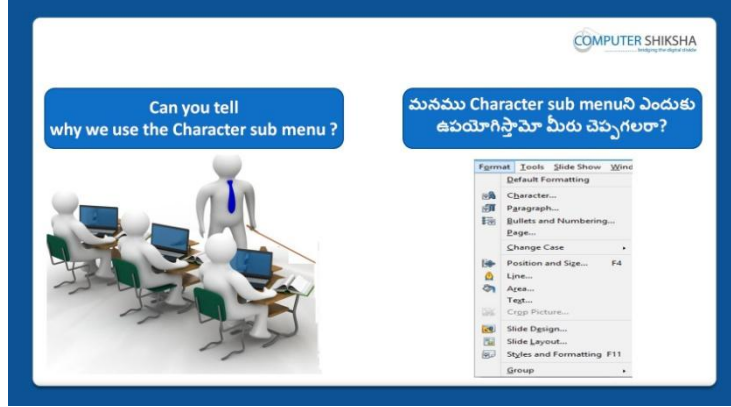 COMPUTER SHIKSHA
bridging the digital divide
Can you tell
why we use the Character sub menu ?
మనము Character sub menuని ఎందుకు
ఉపయోగిస్తామో మీరు చెప్పగలరా?
Format Tools Slide Show Wind
Default Formatting
Character...
Paragraph...
Bullets and Numbering...
Page...
Change Case
Position and Size... F4
Line...
Area...
Text...
Crop Picture...
Slide Design...
Slide Layout...
Styles and Formatting F11
Group